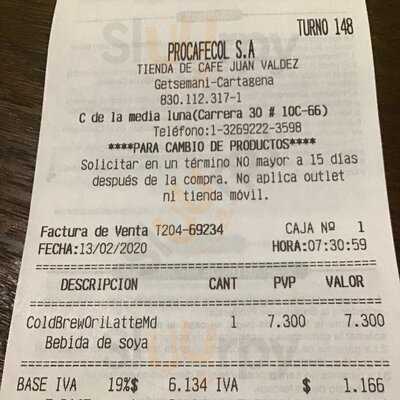 TURNO 148
PROCAFECOL S.A
TIENDA DE CAFE JUAN VALDEZ
Getsemani-Cartagena
830.112.317-1
C de la media luna(Carrera 30 # 10C-66)
Teléfono:1-3269222-3598
****PARA CAMBIO DE PRODUCTOS****
Solicitar en un término NO mayor a 15 dias
después de la compra. No aplica outlet
ni tienda móvil.
Factura de Venta T204-69234 CAJA Nº 1
FECHA:13/02/2020 HORA:07:30:59
DESCRIPCION CANT PVP VALOR
ColdBrewOriLatteMd 1 7.300 7.300
Bebida de soya
BASE IVA 19%$ 6.134 IVA $ 1.166